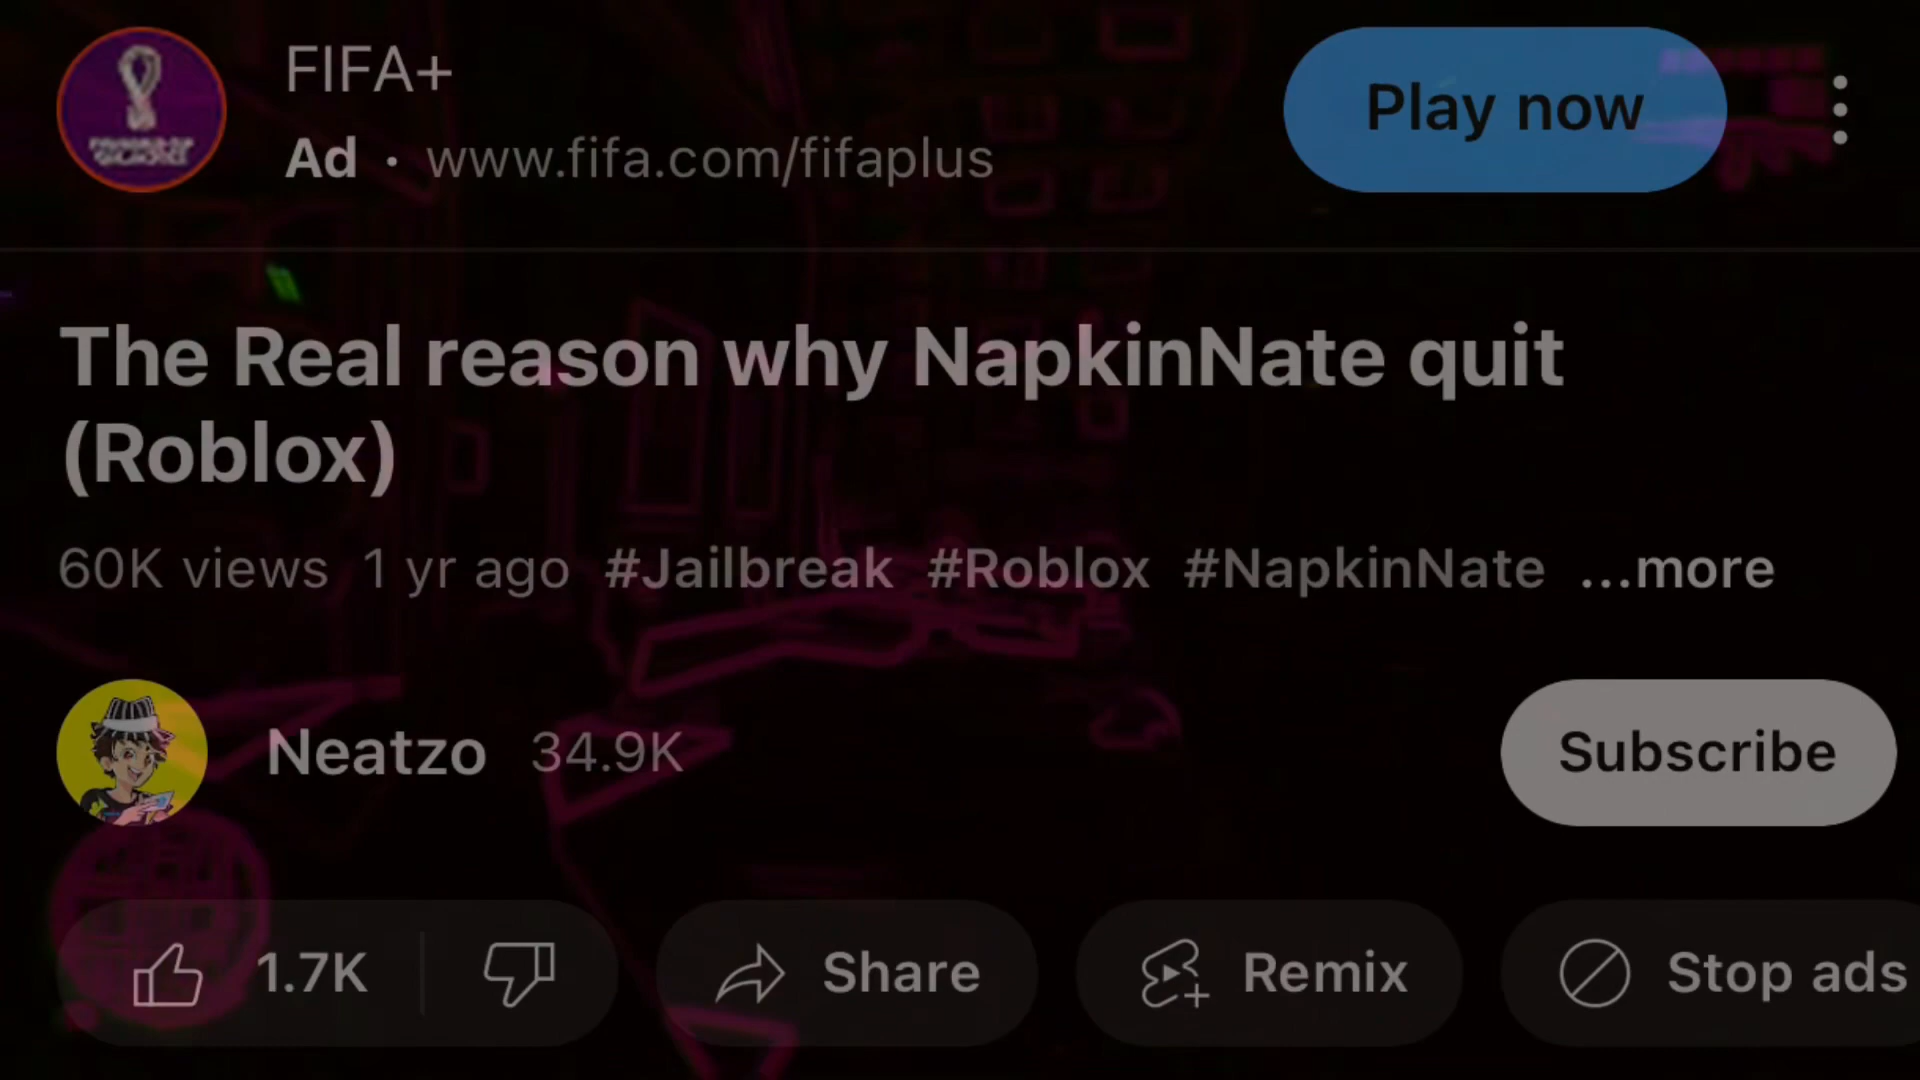 FIFA+
Ad · www.fifa.com/fifaplus
Play now
The Real reason why NapkinNate quit
(Roblox)
60K views 1 yr ago #Jailbreak #Roblox #NapkinNate ...more
Neatzo 34.9K
Subscribe
1.7K
Share
Remix
Stop ads